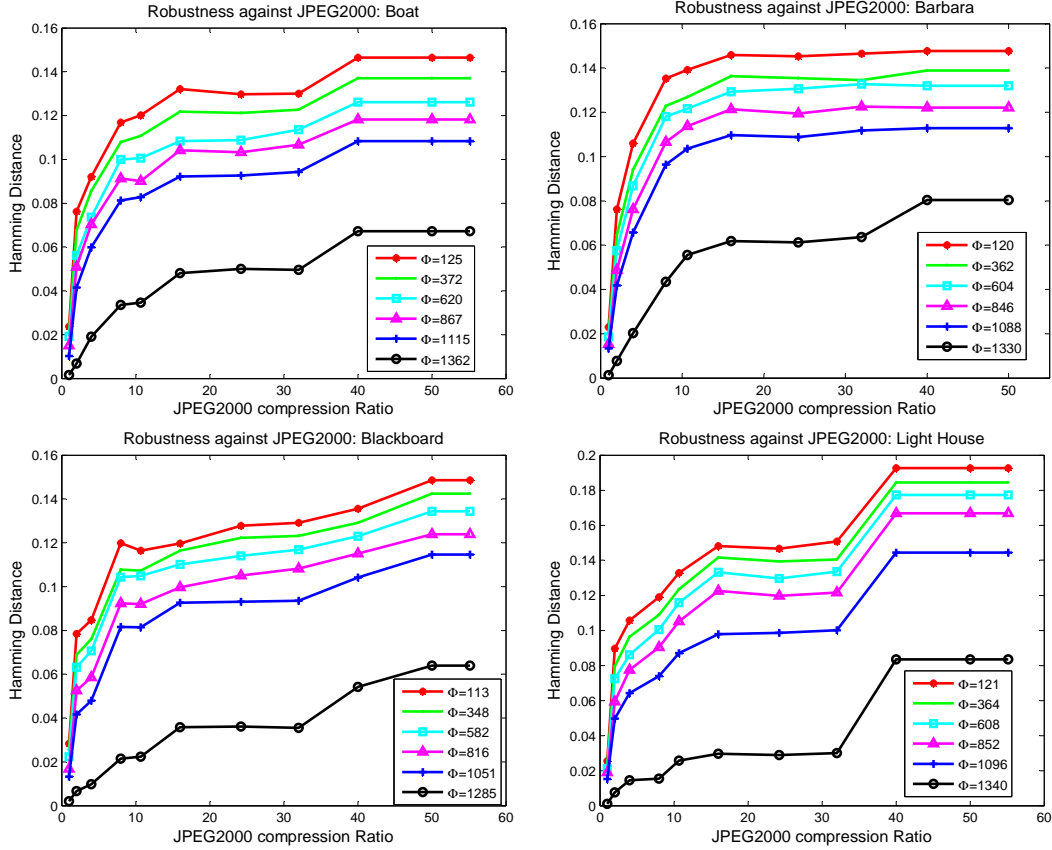 Robustness against JPEG2000: Boat
0.16
0.14
0.12
0.1
0.08
0.06
0.04
0.02
0
Hamming Distance
Φ=125
Φ=372
Φ=620
Φ=867
Φ=1115
Φ=1362
0 10 20 30 40 50 60
JPEG2000 compression Ratio
Robustness against JPEG2000: Barbara
0.16
0.14
0.12
0.1
0.08
0.06
0.04
0.02
0
Hamming Distance
Φ=120
Φ=362
Φ=604
Φ=846
Φ=1088
Φ=1330
0 10 20 30 40 50
JPEG2000 compression Ratio
Robustness against JPEG2000: Blackboard
0.16
0.14
0.12
0.1
0.08
0.06
0.04
0.02
0
Hamming Distance
Φ=113
Φ=348
Φ=582
Φ=816
Φ=1051
Φ=1285
0 10 20 30 40 50 60
JPEG2000 compression Ratio
Robustness against JPEG2000: Light House
0.2
0.18
0.16
0.14
0.12
0.1
0.08
0.06
0.04
0.02
0
Hamming Distance
Φ=121
Φ=364
Φ=608
Φ=852
Φ=1096
Φ=1340
0 10 20 30 40 50 60
JPEG2000 compression Ratio